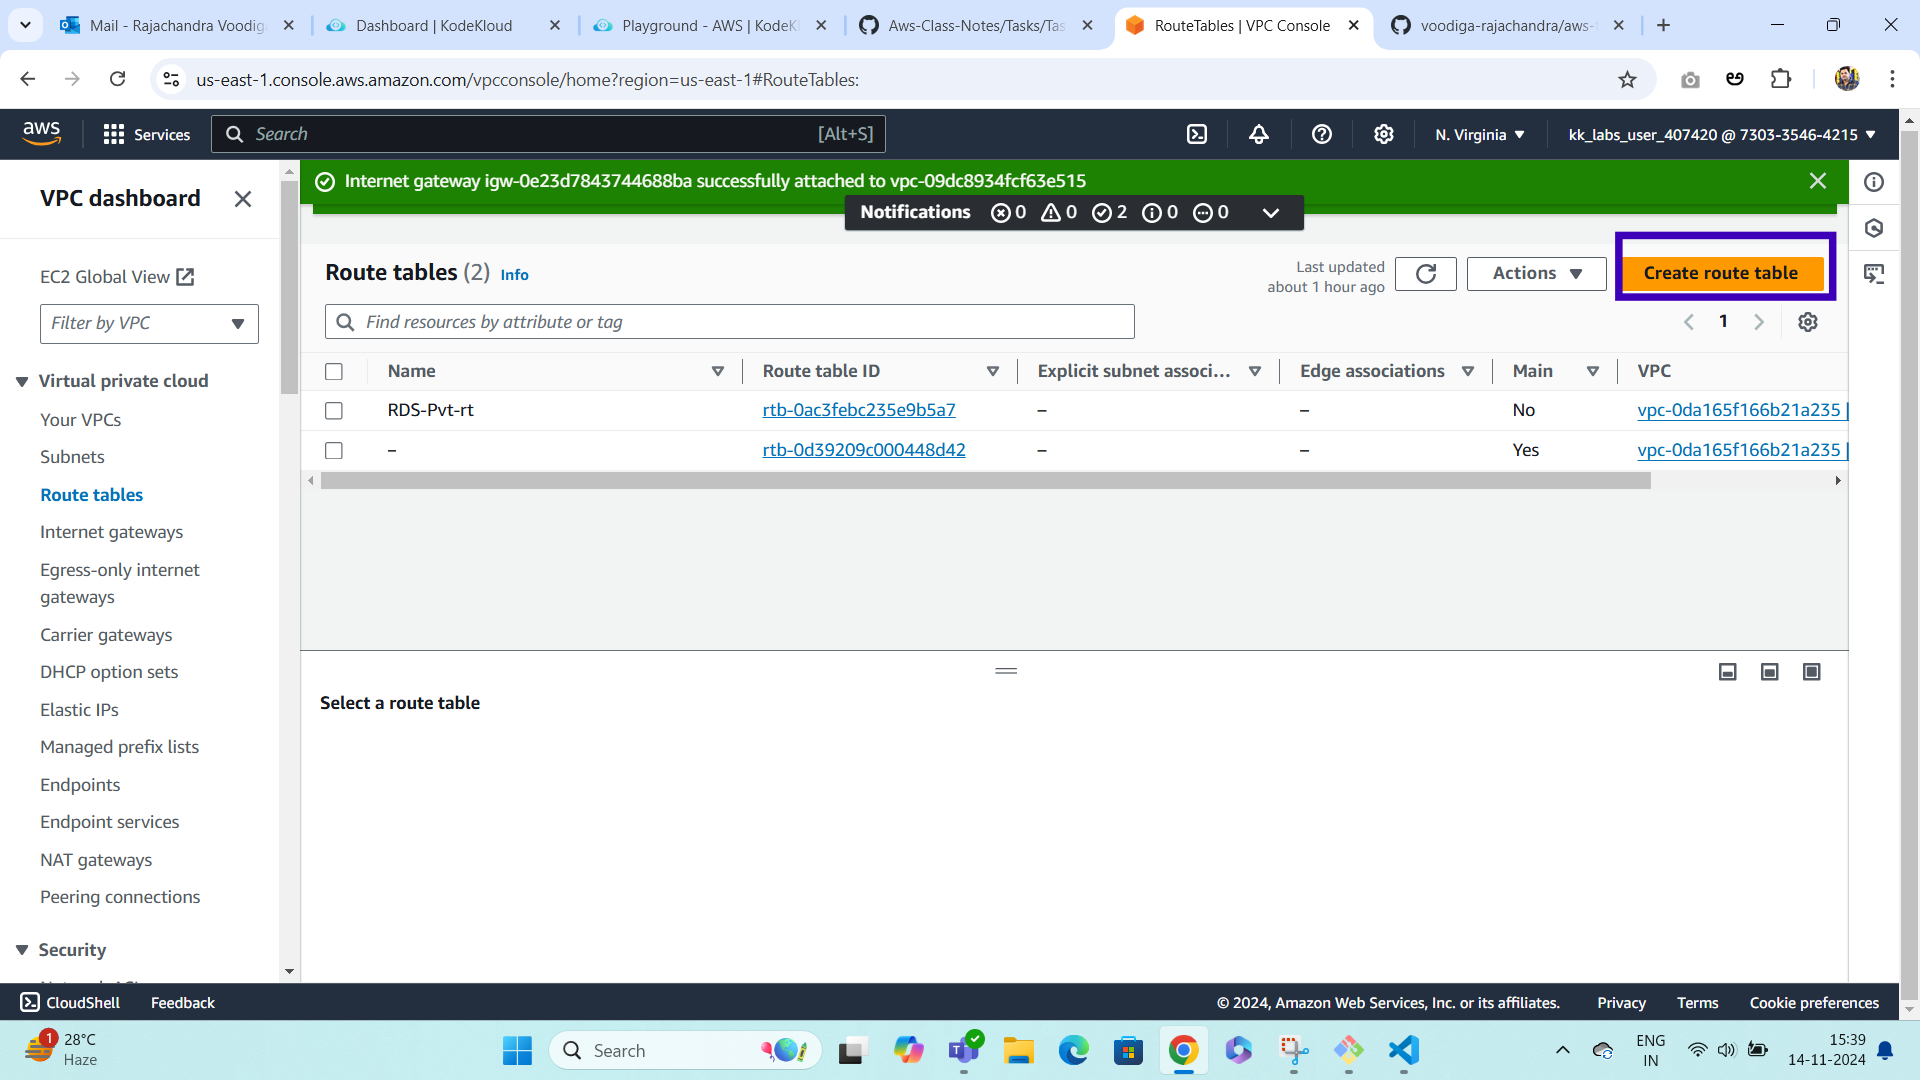 Mail - Rajachandra Voodig
Dashboard | KodeKloud
Playground - AWS | KodeK
Aws-Class-Notes/Tasks/Tas
RouteTables | VPC Console
voodiga-rajachandra/aws-
us-east-1.console.aws.amazon.com/vpcconsole/home?region=us-east-1#RouteTables:
aws
Services
Search
[Alt+S]
N. Virginia
kk_labs_user_407420 @ 7303-3546-4215
VPC dashboard
EC2 Global View
Filter by VPC
Virtual private cloud
Your VPCs
Subnets
Route tables
Internet gateways
Egress-only internet
gateways
Carrier gateways
DHCP option sets
Elastic IPs
Managed prefix lists
Endpoints
Endpoint services
NAT gateways
Peering connections
Security
Internet gateway igw-0e23d7843744688ba successfully attached to vpc-09dc8934fcf63e515
Notifications 0 0 2 0 0
Route tables (2) Info
Last updated
about 1 hour ago
Actions
Create route table
Find resources by attribute or tag
1
Name Route table ID Explicit subnet associ... Edge associations Main VPC
RDS-Pvt-rt rtb-0ac3febc235e9b5a7 – – No vpc-0da165f166b21a235 |
– rtb-0d39209c000448d42 – – Yes vpc-0da165f166b21a235 |
Select a route table
CloudShell Feedback
© 2024, Amazon Web Services, Inc. or its affiliates. Privacy Terms Cookie preferences
1
28°C
Haze
Search
ENG
IN
15:39
14-11-2024